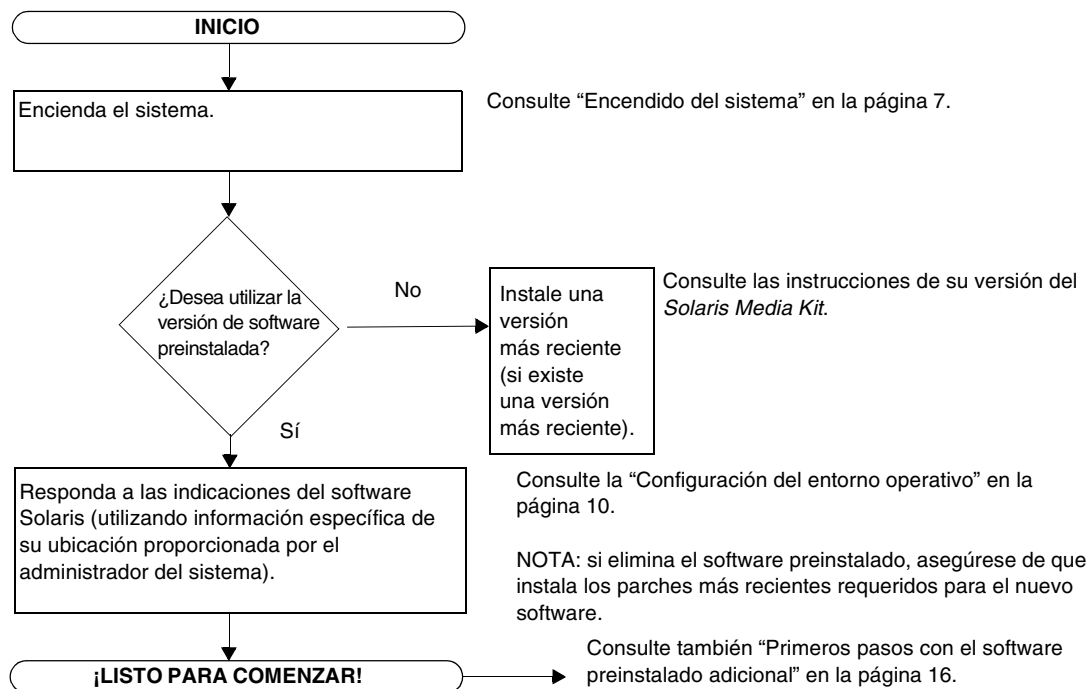 INICIO
Encienda el sistema.
Consulte “Encendido del sistema” en la página 7.
¿Desea utilizar la
versión de software
preinstalada?
No
Instale una
versión
más reciente
(si existe
una versión
más reciente).
Consulte las instrucciones de su versión del
Solaris Media Kit.
Sí
Responda a las indicaciones del software
Solaris (utilizando información específica de
su ubicación proporcionada por el
administrador del sistema).
Consulte la “Configuración del entorno operativo” en la
página 10.
NOTA: si elimina el software preinstalado, asegúrese de que
instala los parches más recientes requeridos para el nuevo
software.
¡LISTO PARA COMENZAR!
Consulte también “Primeros pasos con el software
preinstalado adicional” en la página 16.